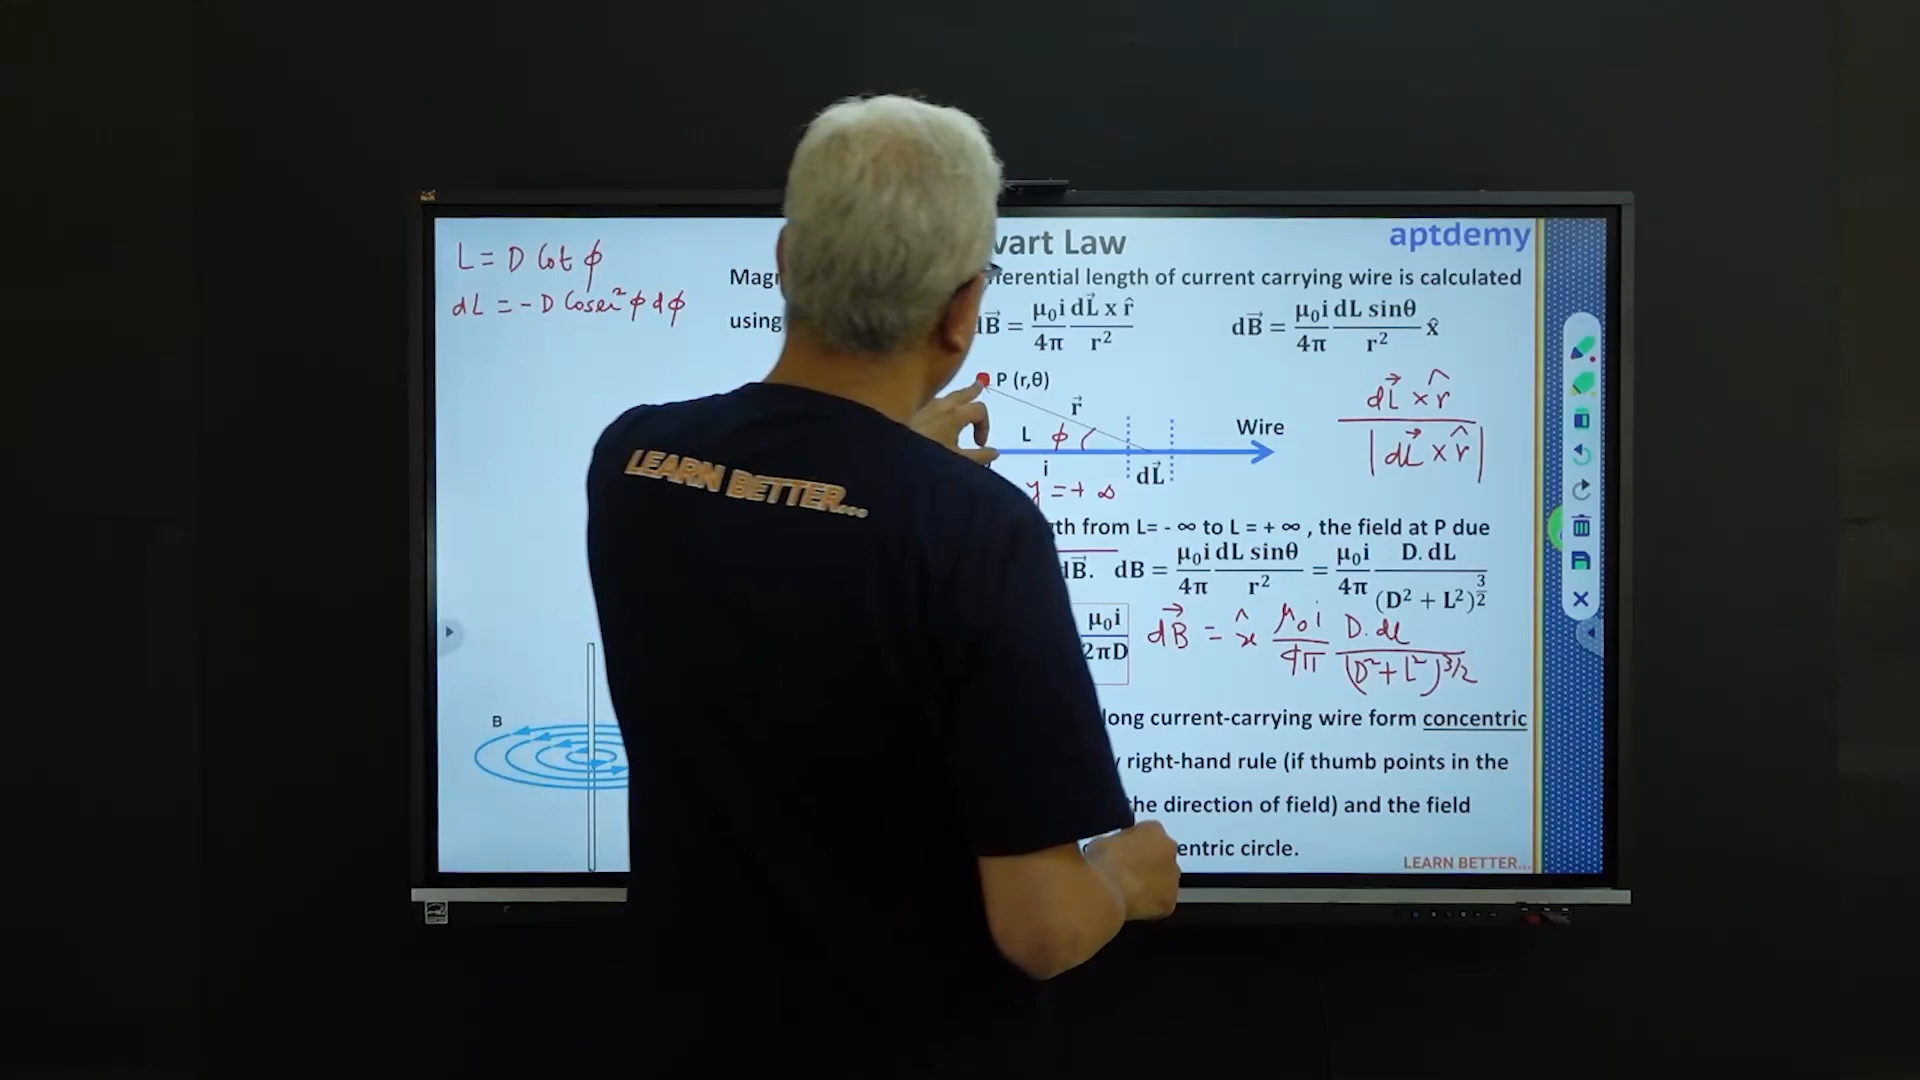 L = D Cot ϕ
dL = - D Cosec² ϕ dϕ
vart Law
aptdemy
Mag
ferential length of current carrying wire is calculated
using
dB⃗ = μ₀i/4π dL⃗ x r̂/r²
dB⃗ = μ₀i/4π dL sinθ/r² x̂
P (r,θ)
r⃗
L ϕ
Wire
i
dL⃗
y = + ∞
dL⃗ × r̂
|dL⃗ × r̂|
th from L= - ∞ to L = + ∞ , the field at P due
dB⃗. dB = μ₀i/4π dL sinθ/r² = μ₀i/4π D. dL/(D² + L²)^3/2
μ₀i/2πD
dB⃗ = x̂ μ₀i/4π D. dL/(D² + L²)^3/2
B
long current-carrying wire form concentric
right-hand rule (if thumb points in the
the direction of field) and the field
entric circle.
LEARN BETTER...
LEARN BETTER...